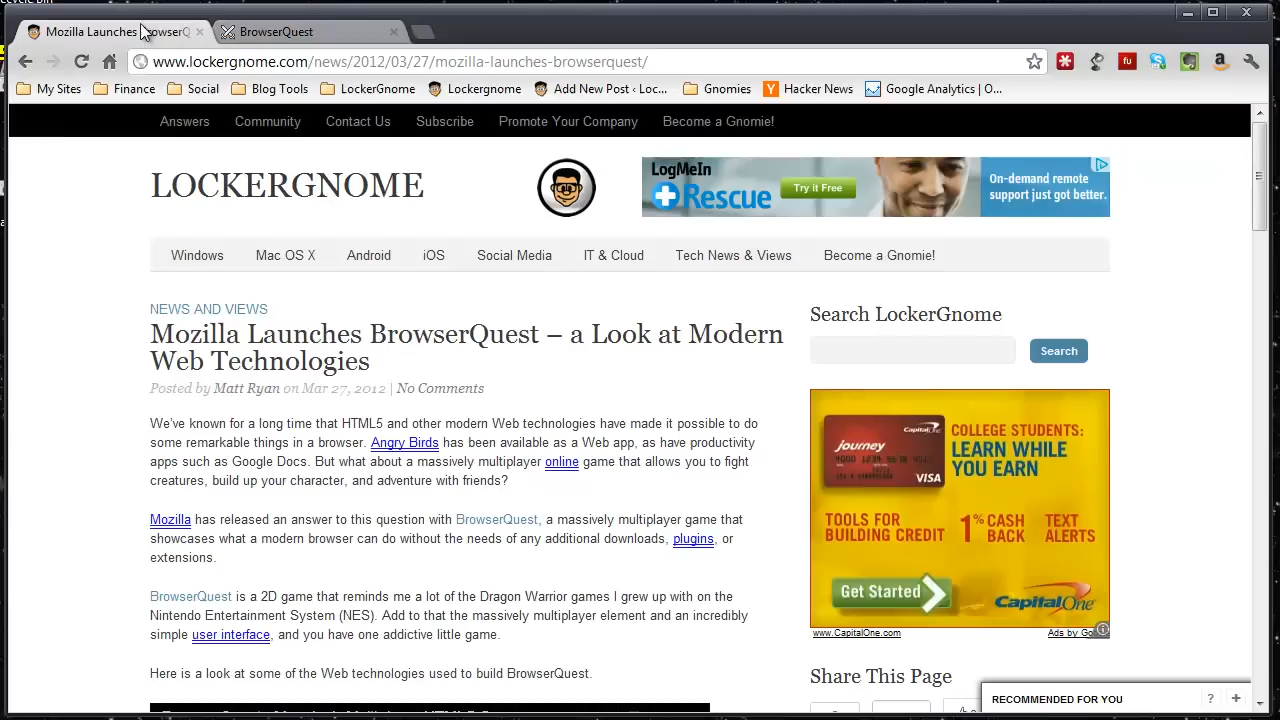 Mozilla Launches BrowserQ
BrowserQuest
www.lockergnome.com/news/2012/03/27/mozilla-launches-browserquest/
My Sites Finance Social Blog Tools LockerGnome Lockergnome Add New Post ‹ Loc... Gnomies Hacker News Google Analytics | O...
Answers Community Contact Us Subscribe Promote Your Company Become a Gnomie!
LOCKERGNOME
LogMeIn
Rescue
Try it Free
On-demand remote
support just got better.
Windows Mac OS X Android iOS Social Media IT & Cloud Tech News & Views Become a Gnomie!
NEWS AND VIEWS
Mozilla Launches BrowserQuest – a Look at Modern
Web Technologies
Posted by Matt Ryan on Mar 27, 2012 | No Comments
We've known for a long time that HTML5 and other modern Web technologies have made it possible to do
some remarkable things in a browser. Angry Birds has been available as a Web app, as have productivity
apps such as Google Docs. But what about a massively multiplayer online game that allows you to fight
creatures, build up your character, and adventure with friends?
Mozilla has released an answer to this question with BrowserQuest, a massively multiplayer game that
showcases what a modern browser can do without the needs of any additional downloads, plugins, or
extensions.
BrowserQuest is a 2D game that reminds me a lot of the Dragon Warrior games I grew up with on the
Nintendo Entertainment System (NES). Add to that the massively multiplayer element and an incredibly
simple user interface, and you have one addictive little game.
Here is a look at some of the Web technologies used to build BrowserQuest.
Search LockerGnome
Search
journey
CapitalOne
VISA
COLLEGE STUDENTS:
LEARN WHILE
YOU EARN
TOOLS FOR
BUILDING CREDIT
1% CASH
BACK
TEXT
ALERTS
Get Started
CapitalOne
www.CapitalOne.com
Ads by Go
Share This Page
RECOMMENDED FOR YOU ? +